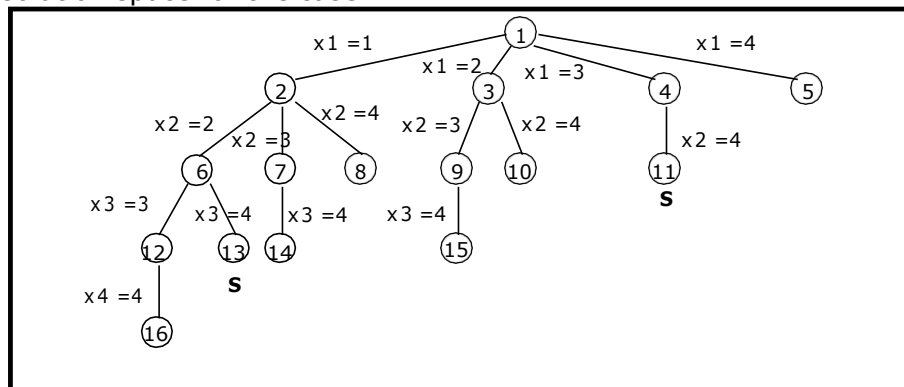 1
x1 =1
x1 =2
x1 =3
x1 =4
2
3
4
5
x2 =2
x2 =3
x2 =4
x2 =3
x2 =4
x2 =4
6
7
8
9
10
11
S
x3 =3
x3 =4
x3 =4
x3 =4
12
13
14
15
S
x4 =4
16